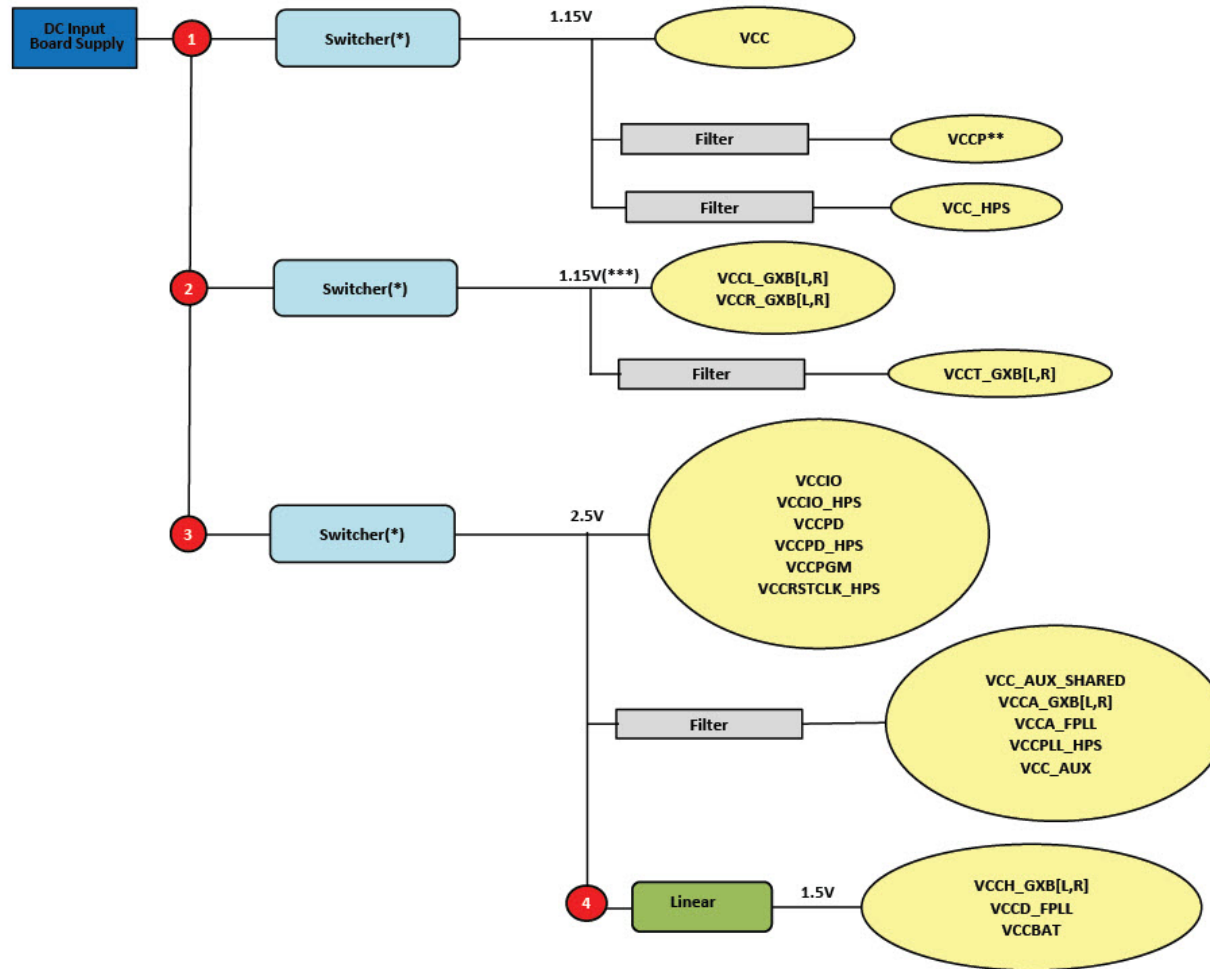 DC Input
Board Supply
1
Switcher(*)
1.15V
VCC
Filter
VCCP**
Filter
VCC_HPS
2
Switcher(*)
1.15V(***)
VCCL_GXB[L,R]
VCCR_GXB[L,R]
Filter
VCCT_GXB[L,R]
3
Switcher(*)
2.5V
VCCIO
VCCIO_HPS
VCCPD
VCCPD_HPS
VCCPGM
VCCRSTCLK_HPS
Filter
VCC_AUX_SHARED
VCCA_GXB[L,R]
VCCA_FPLL
VCCPLL_HPS
VCC_AUX
4
Linear
1.5V
VCCH_GXB[L,R]
VCCD_FPLL
VCCBAT